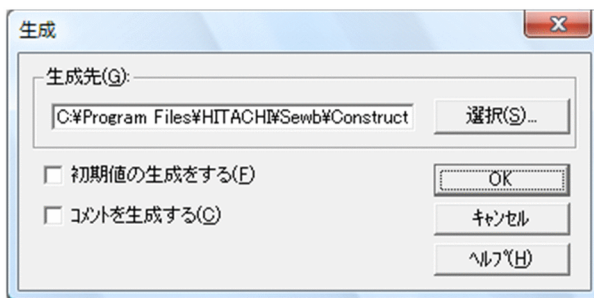 生成
生成先(G):
C:¥Program Files¥HITACHI¥Sewb¥Construct
選択(S)...
初期値の生成をする(F)
OK
コメントを生成する(C)
キャンセル
ヘルプ(H)